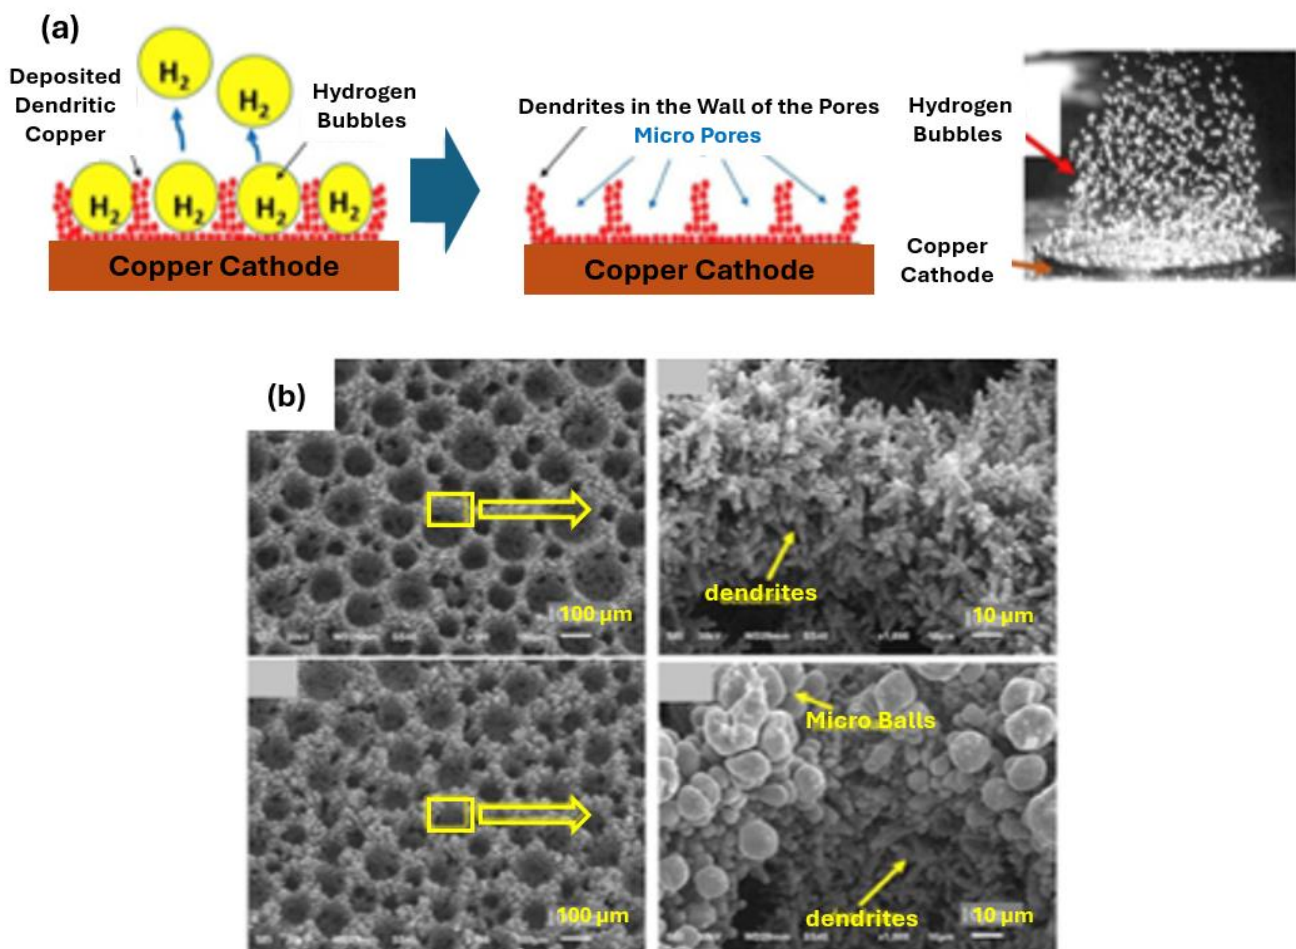 (a)
Deposited
Dendritic
Copper
H2
H2
Hydrogen
Bubbles
H2
H2
H2
H2
Copper Cathode
Dendrites in the Wall of the Pores
Micro Pores
Copper Cathode
Hydrogen
Bubbles
Copper
Cathode
(b)
100 µm
dendrites
10 µm
100 µm
Micro Balls
dendrites
10 µm